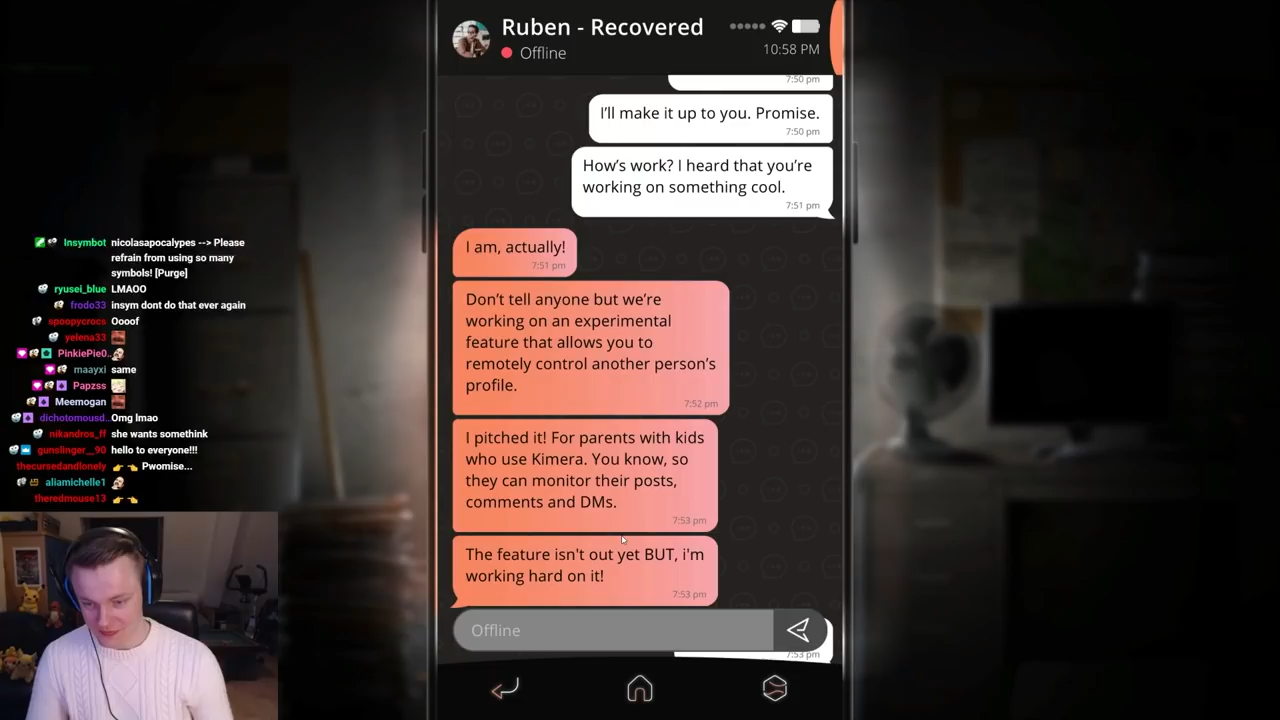 Ruben - Recovered
Offline
10:58 PM
7:50 pm
I'll make it up to you. Promise.
7:50 pm
How's work? I heard that you're
working on something cool.
7:51 pm
I am, actually!
7:51 pm
Don't tell anyone but we're
working on an experimental
feature that allows you to
remotely control another person's
profile.
7:52 pm
I pitched it! For parents with kids
who use Kimera. You know, so
they can monitor their posts,
comments and DMs.
7:53 pm
The feature isn't out yet BUT, i'm
working hard on it!
7:53 pm
Offline
7:53 pm
Insymbot nicolasapocalypes --> Please
refrain from using so many
symbols! [Purge]
ryusei_blue LMAOO
frodo33 insym dont do that ever again
spoopycrocs Oooof
yelena33
PinkiePie0..
maayxi same
Papzss
Meemogan
dichotomousd.. Omg lmao
nikandros_ff she wants somethink
gunslinger__90 hello to everyone!!!
thecursedandlonely Pwomise...
aliamichelle1
theredmouse13